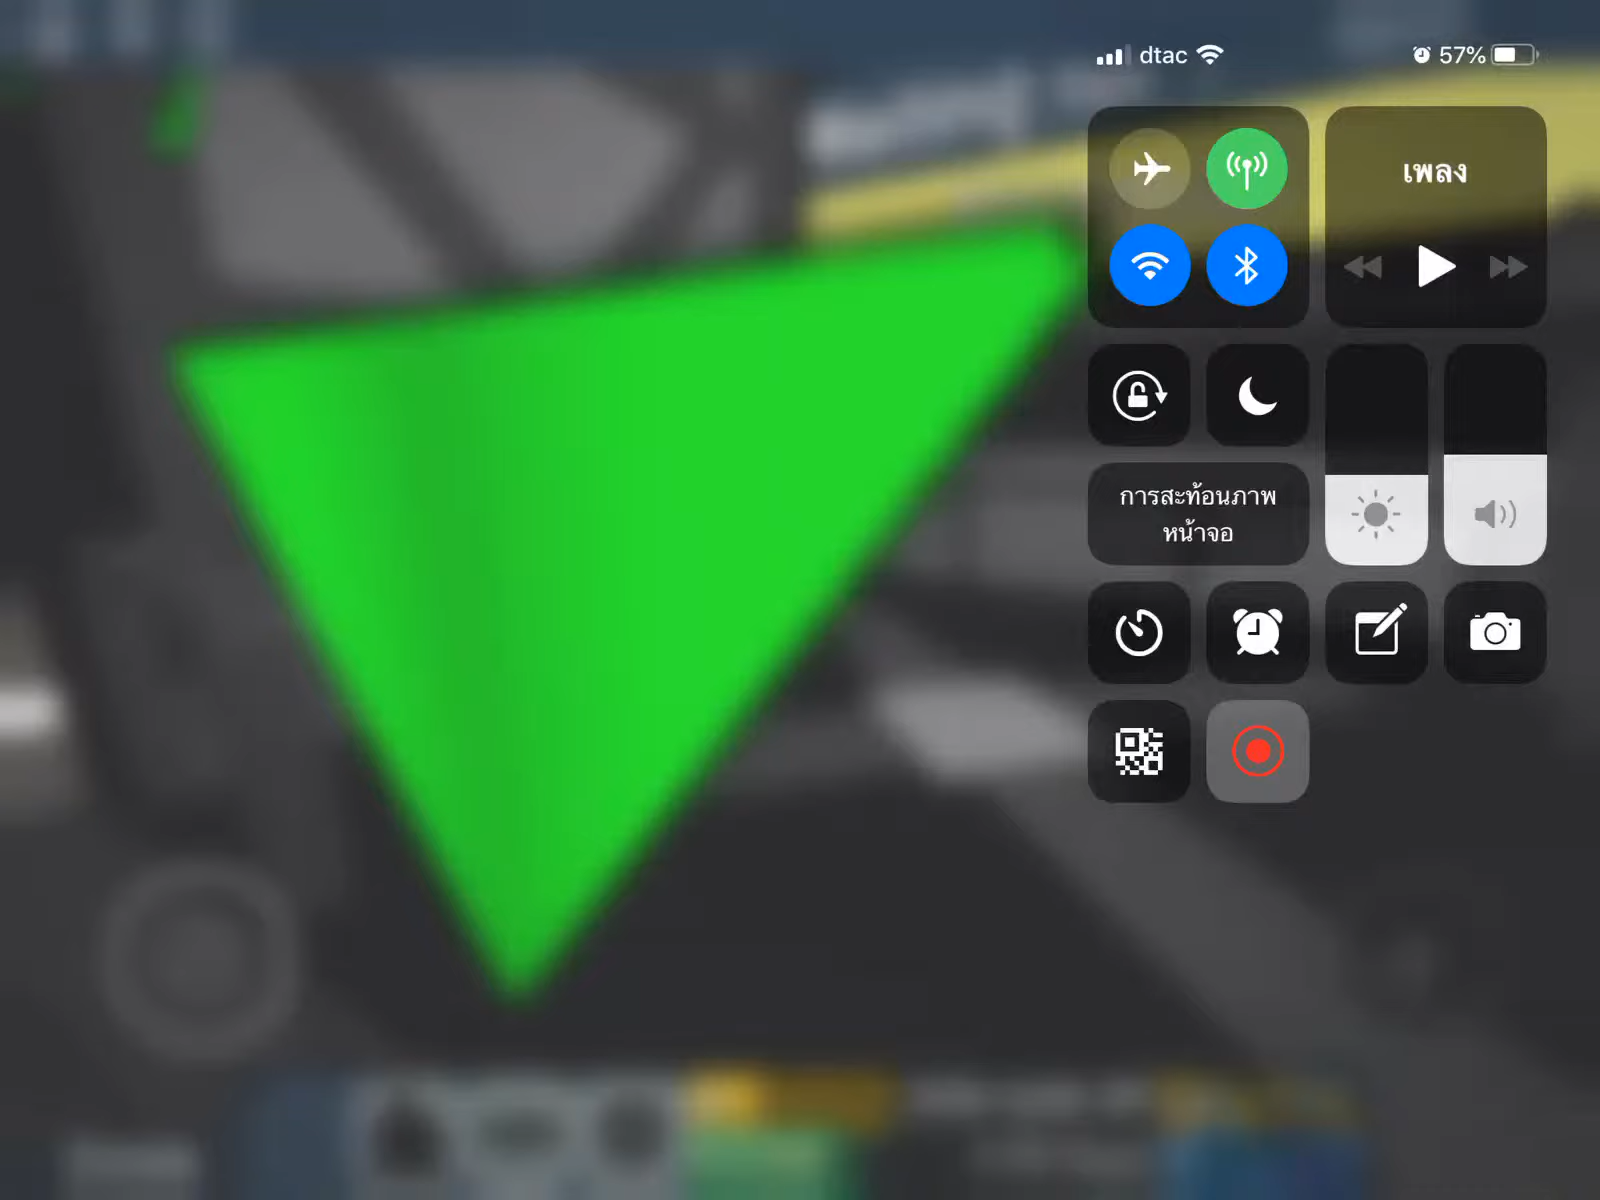 dtac
57%
เพลง
การสะท้อนภาพ
หน้าจอ